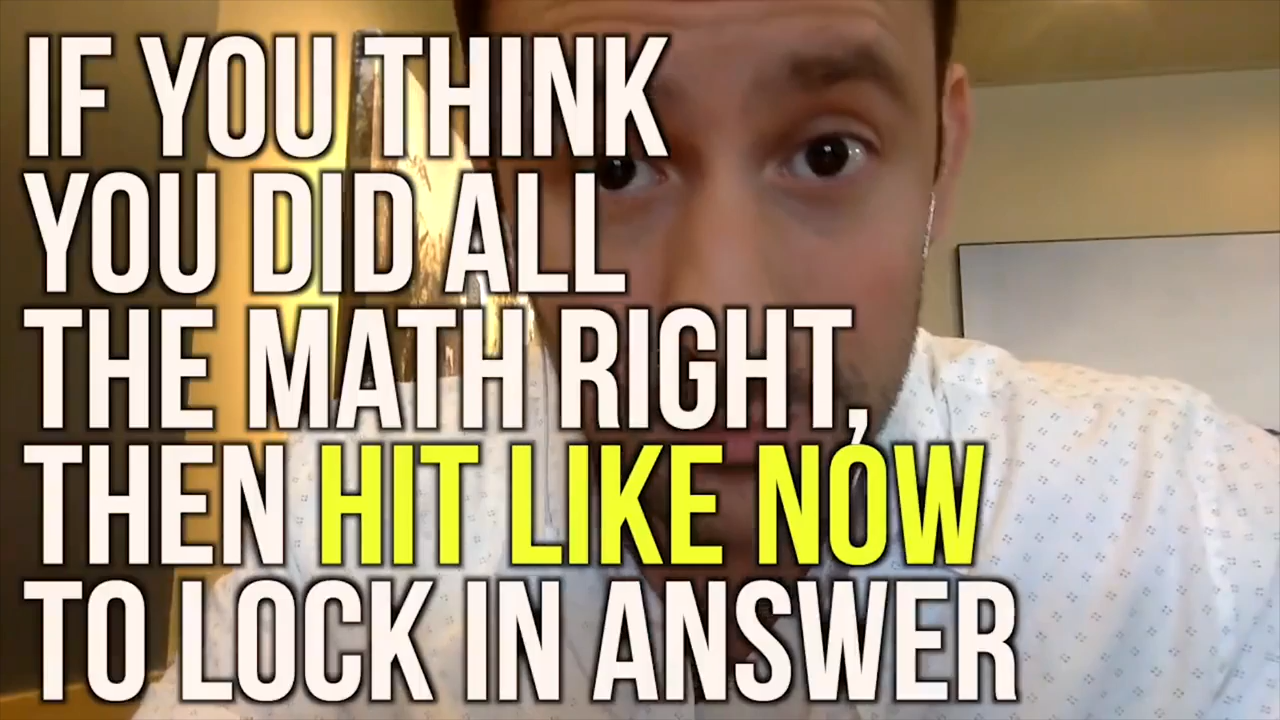 IF YOU THINK
YOU DID ALL
THE MATH RIGHT,
THEN HIT LIKE NOW
TO LOCK IN ANSWER